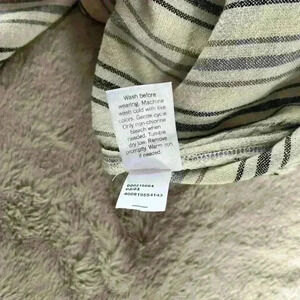 Wash before
wearing. Machine
wash cold with like
colors. Gentle cycle.
Only non-chlorine
bleach when
needed. Tumble
dry low. Remove
promptly. Warm iron
if needed.